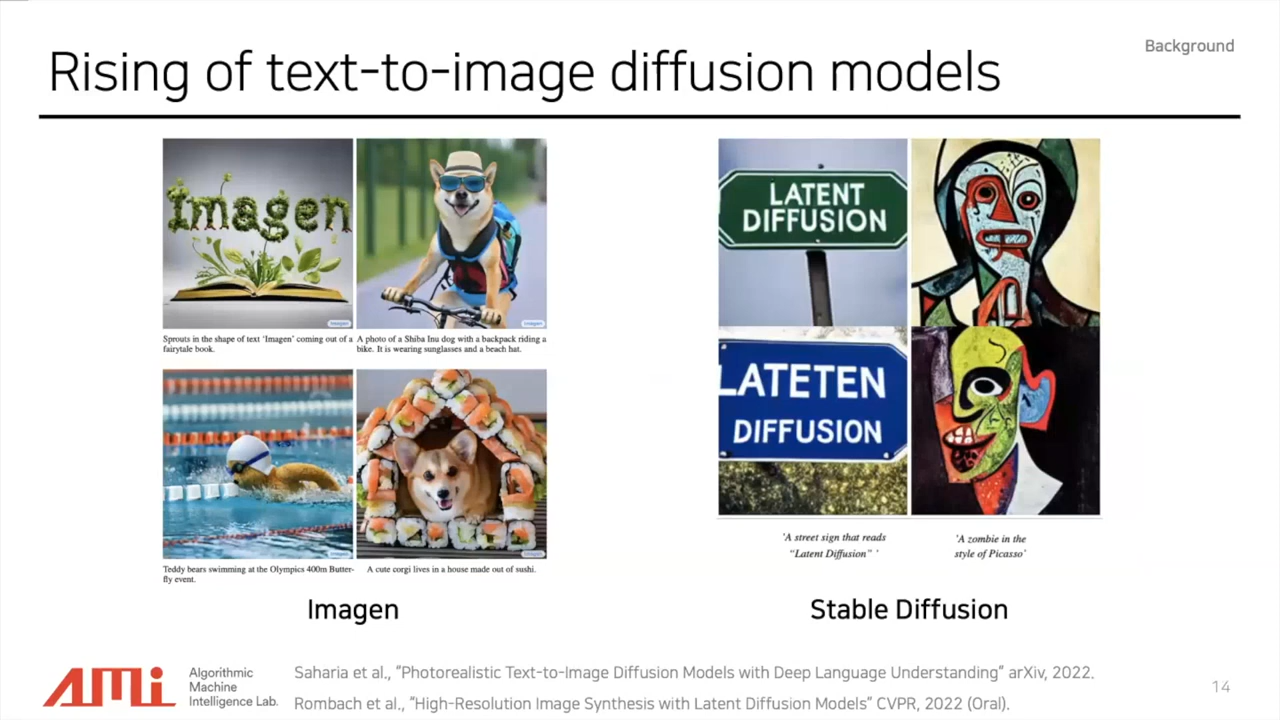 Background
Rising of text-to-image diffusion models
Imagen
Imagen
Imagen
Sprouts in the shape of text 'Imagen' coming out of a
fairytale book.
A photo of a Shiba Inu dog with a backpack riding a
bike. It is wearing sunglasses and a beach hat.
Imagen
Imagen
Teddy bears swimming at the Olympics 400m Butter-
fly event.
A cute corgi lives in a house made out of sushi.
Imagen
LATENT
DIFFUSION
LATETEN
DIFFUSION
'A street sign that reads
"Latent Diffusion" '
'A zombie in the
style of Picasso'
Stable Diffusion
AMi
Algorithmic
Machine
Intelligence Lab.
Saharia et al., "Photorealistic Text-to-Image Diffusion Models with Deep Language Understanding" arXiv, 2022.
Rombach et al., "High-Resolution Image Synthesis with Latent Diffusion Models" CVPR, 2022 (Oral).
14